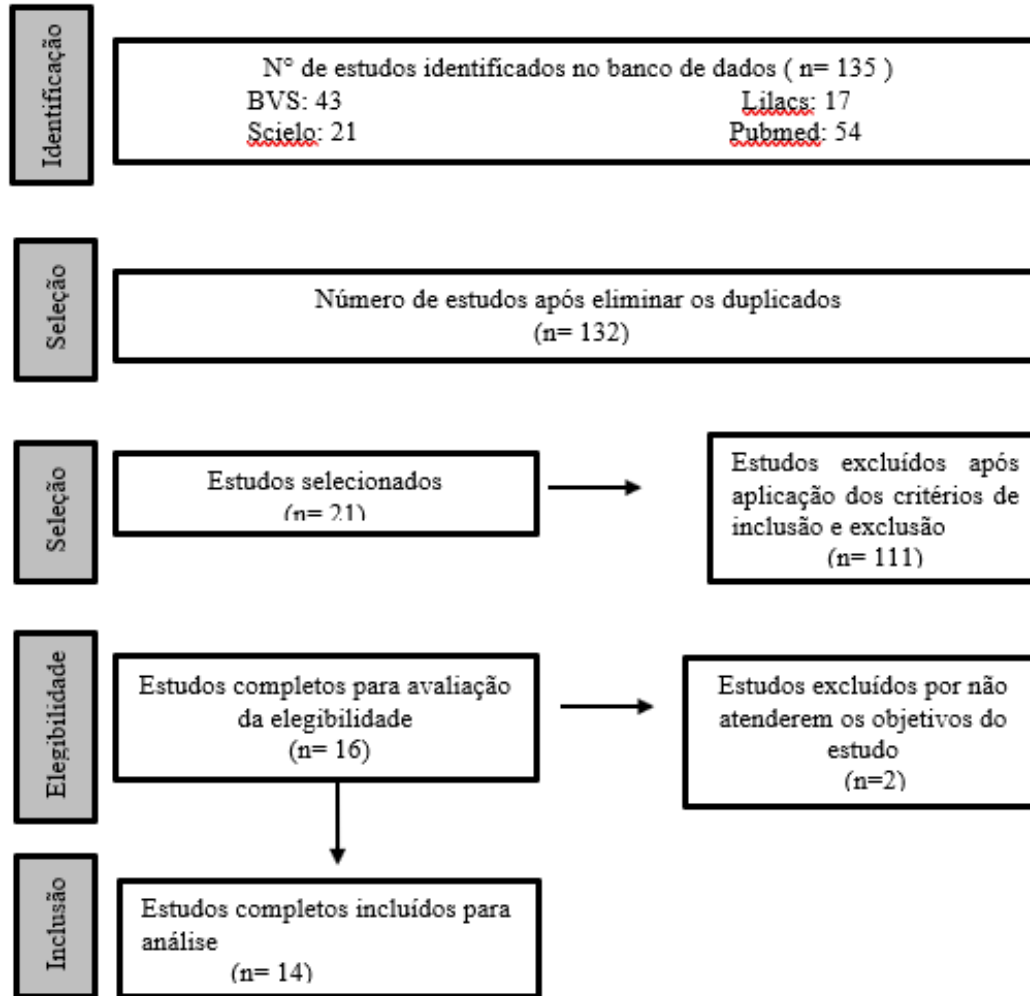 Identificação
N° de estudos identificados no banco de dados ( n= 135 )
BVS: 43 Lilacs: 17
Scielo: 21 Pubmed: 54
Seleção
Número de estudos após eliminar os duplicados
(n= 132)
Seleção
Estudos selecionados
(n= 21)
Estudos excluídos após
aplicação dos critérios de
inclusão e exclusão
(n= 111)
Elegibilidade
Estudos completos para avaliação
da elegibilidade
(n= 16)
Estudos excluídos por não
atenderem os objetivos do
estudo
(n=2)
Inclusão
Estudos completos incluídos para
análise
(n= 14)